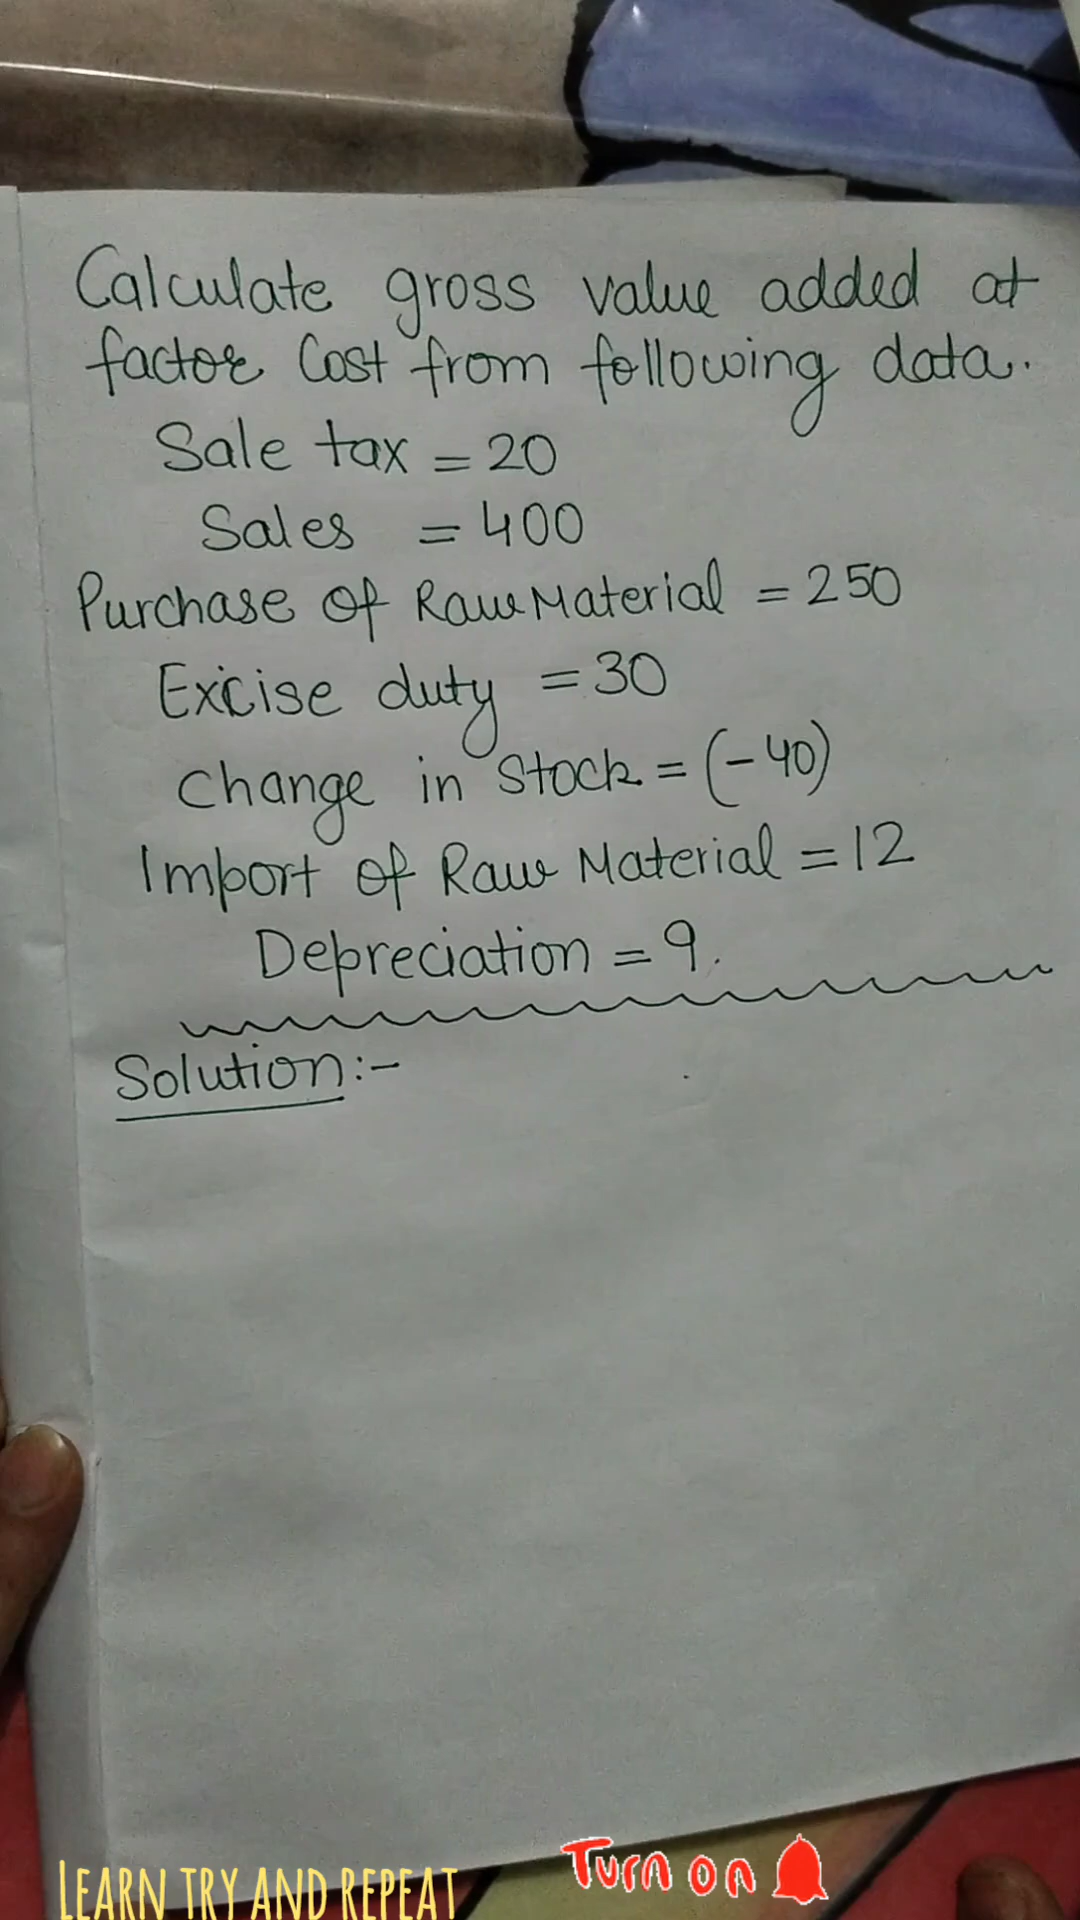 Calculate gross value added at
factor Cost from following data.
Sale tax = 20
Sales = 400
Purchase of Raw Material = 250
Excise duty = 30
Change in Stock = (-40)
Import of Raw Material = 12
Depreciation = 9.
Solution:-
LEARN TRY AND REPEAT
Turn on